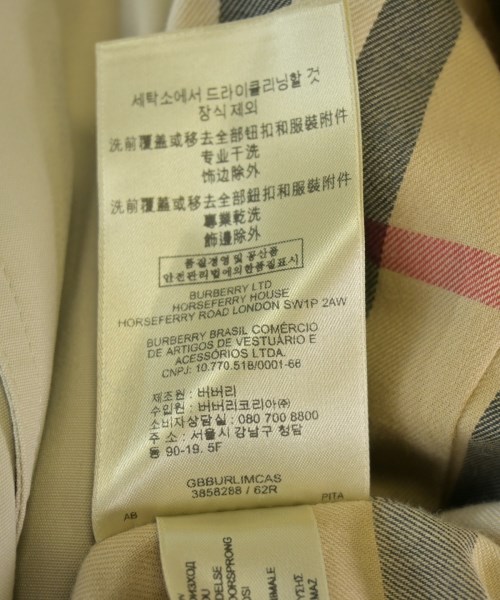 세탁소에서 드라이클리닝할 것
장식 제외
洗前覆蓋或移去全部鈕扣和服裝附件
专业干洗
饰边除外
洗前覆蓋或移去全部鈕扣和服裝附件
專業乾洗
飾邊除外
품질경영 및 공산품
안전관리법에의한품질표시
BURBERRY LTD
HORSEFERRY HOUSE
HORSEFERRY ROAD LONDON SW1P 2AW
BURBERRY BRASIL COMÉRCIO
DE ARTIGOS DE VESTUÁRIO E
ACESSÓRIOS LTDA.
CNPJ: 10.770.518/0001-68
제조원 : 버버리
수입원 : 버버리코리아㈜
소비자상담실 : 080 700 8800
주 소 : 서울시 강남구 청담
동 90-19. 5F
GBBURLIMCAS
3858288 / 62R
AB
PITA